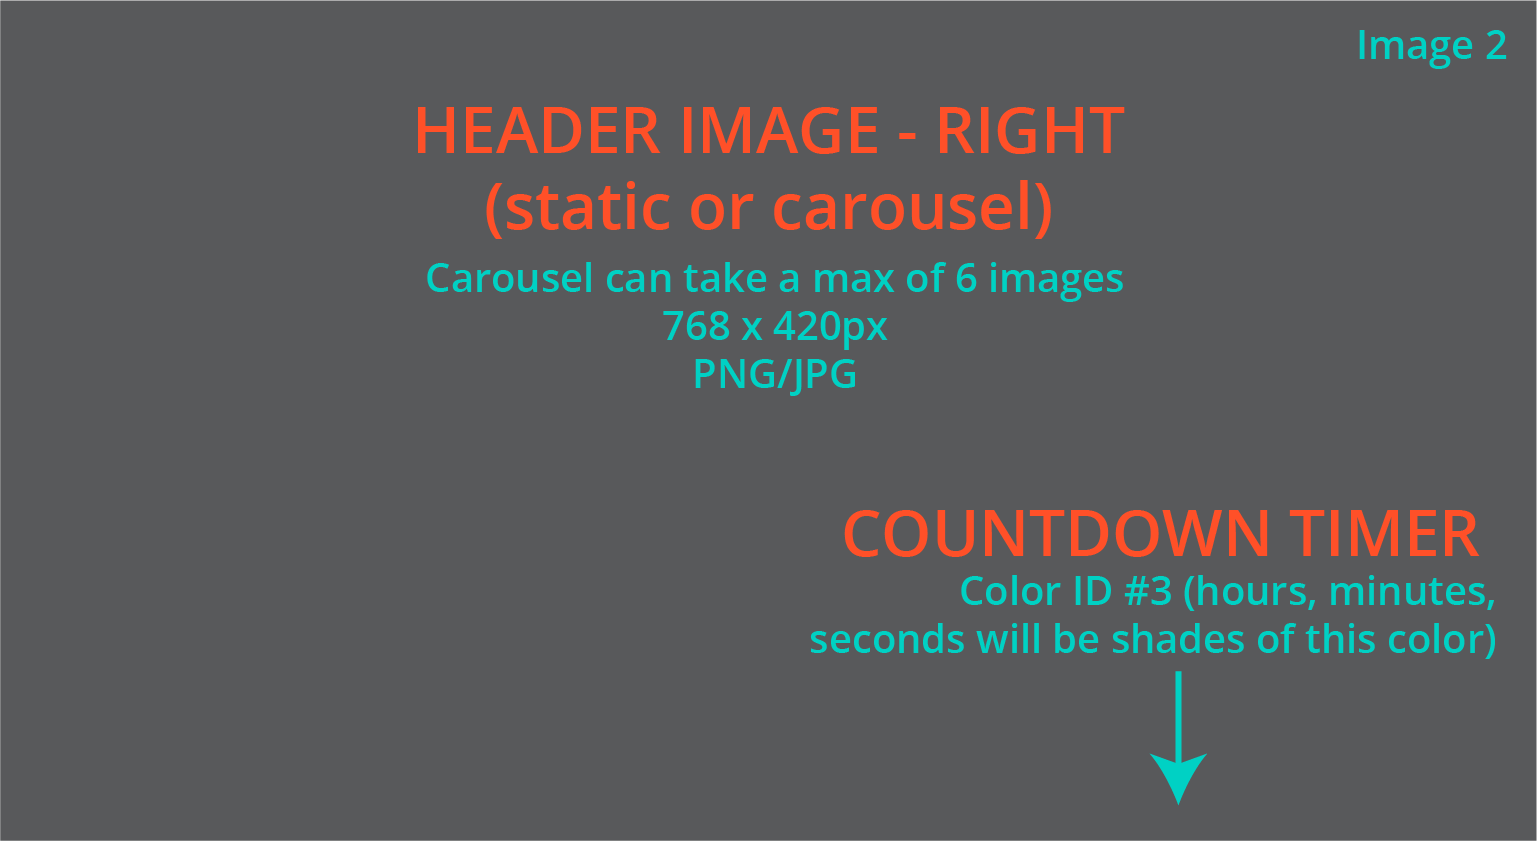 Image 2
HEADER IMAGE - RIGHT
(static or carousel)
Carousel can take a max of 6 images
768 x 420px
PNG/JPG
COUNTDOWN TIMER
Color ID #3 (hours, minutes,
seconds will be shades of this color)